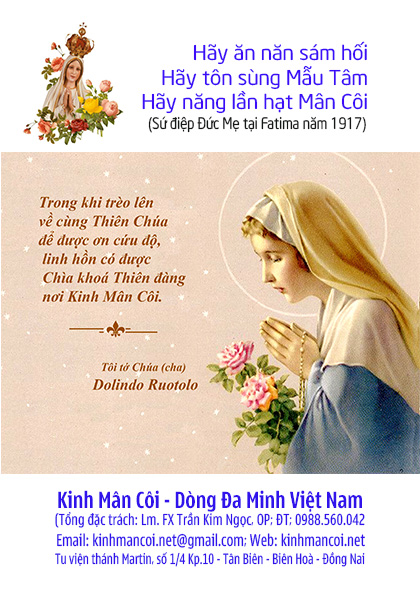 Hãy ăn năn sám hối
Hãy tôn sùng Mẫu Tâm
Hãy năng lần hạt Mân Côi
(Sứ điệp Đức Mẹ tại Fatima năm 1917)
Trong khi trèo lên
về cùng Thiên Chúa
để được ơn cứu độ,
linh hồn có được
Chìa khoá Thiên đàng
nơi Kinh Mân Côi.
Tôi tớ Chúa (cha)
Dolindo Ruotolo
Kinh Mân Côi - Dòng Đa Minh Việt Nam
(Tổng đặc trách: Lm. FX Trần Kim Ngọc, OP; ĐT; 0988.560.042
Email: kinhmancoi.net@gmail.com; Web: kinhmancoi.net
Tu viện thánh Martin, số 1/4 Kp.10 - Tân Biên - Biên Hoà - Đồng Nai